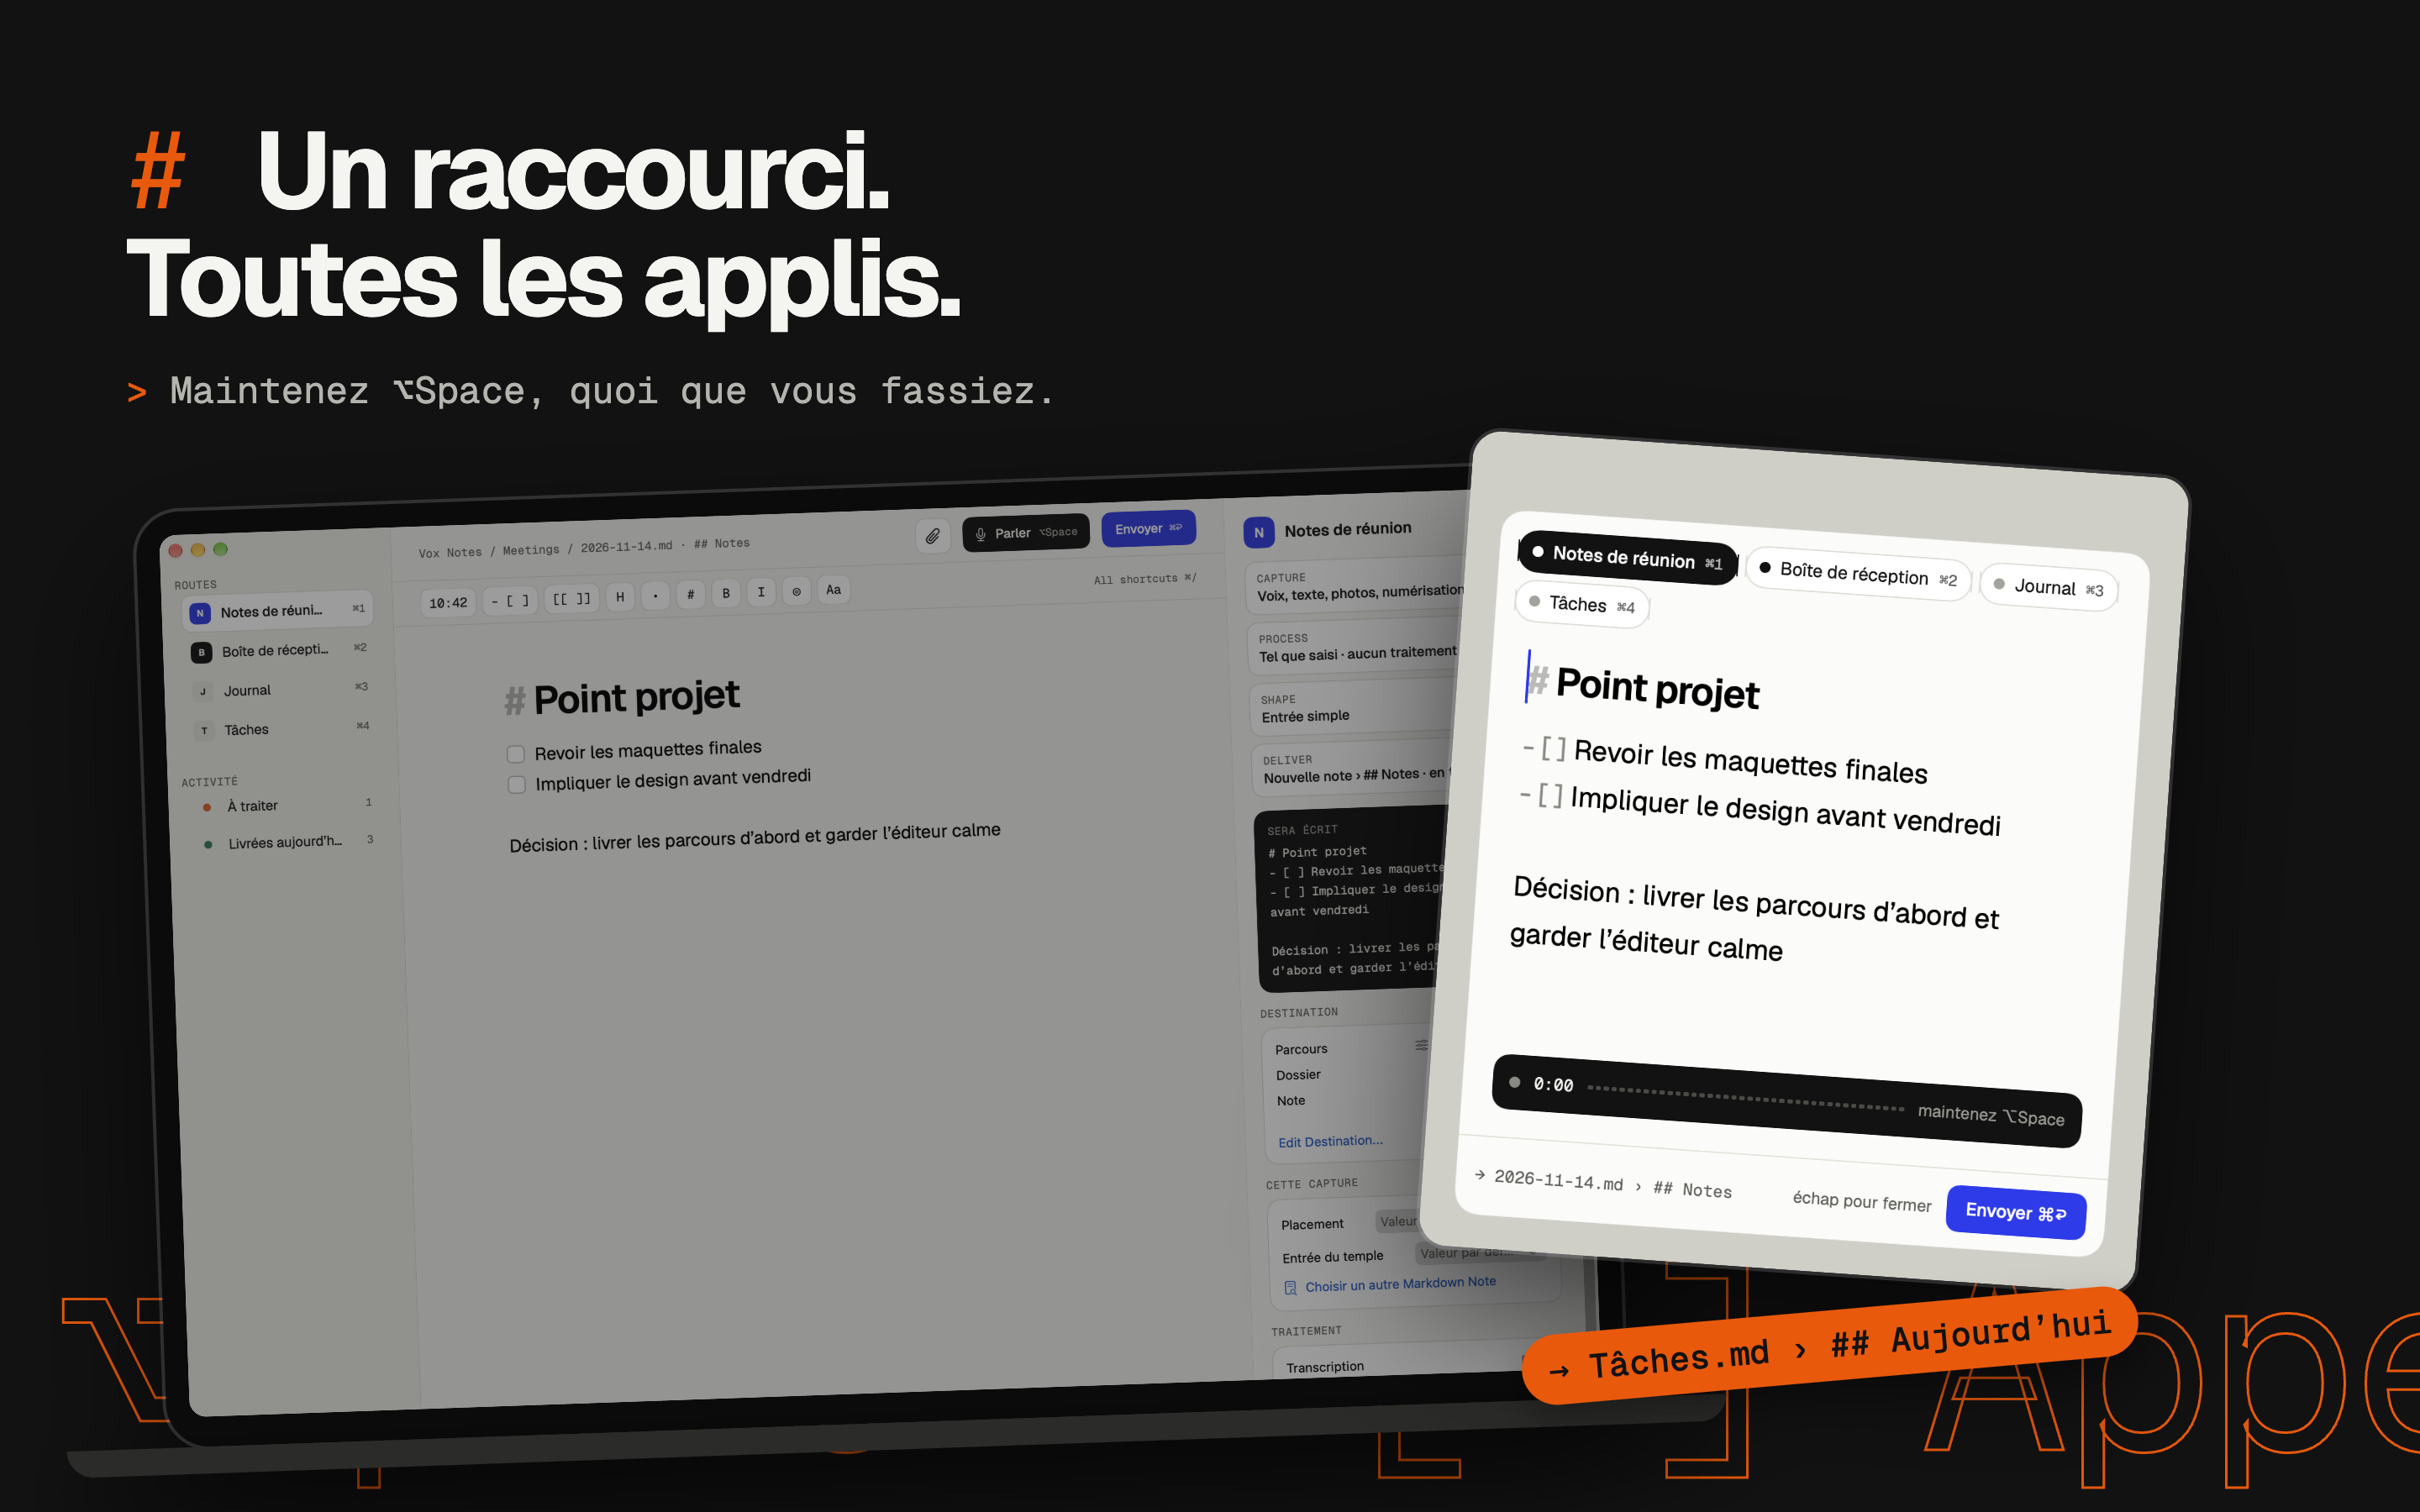 # Un raccourci.
Toutes les applis.
> Maintenez ⌥Space, quoi que vous fassiez.
ROUTES
N Notes de réuni... ⌘1
B Boîte de récepti... ⌘2
J Journal ⌘3
T Tâches ⌘4
ACTIVITÉ
À traiter 1
Livrées aujourd'h... 3
Vox Notes / Meetings / 2026-11-14.md · ## Notes
Parler ⌥Space
Envoyer ⌘↩
10:42 - [ ] [[ ]] H · # B I ◎ Aa
All shortcuts ⌘/
# Point projet
Revoir les maquettes finales
Impliquer le design avant vendredi
Décision : livrer les parcours d'abord et garder l'éditeur calme
N Notes de réunion
CAPTURE
Voix, texte, photos, numérisation
PROCESS
Tel que saisi · aucun traitement
SHAPE
Entrée simple
DELIVER
Nouvelle note › ## Notes · en
SERA ÉCRIT
# Point projet
- [ ] Revoir les maquette
- [ ] Impliquer le design
avant vendredi
Décision : livrer les pa
d'abord et garder l'édi
DESTINATION
Parcours
Dossier
Note
Edit Destination...
CETTE CAPTURE
Placement Valeur
Entrée du temple Valeur par déf...
Choisir un autre Markdown Note
TRAITEMENT
Transcription
Notes de réunion ⌘1 Boîte de réception ⌘2 Journal ⌘3
Tâches ⌘4
# Point projet
- [ ] Revoir les maquettes finales
- [ ] Impliquer le design avant vendredi
Décision : livrer les parcours d'abord et
garder l'éditeur calme
0:00 maintenez ⌥Space
→ 2026-11-14.md › ## Notes échap pour fermer Envoyer ⌘↩
→ Tâches.md › ## Aujourd'hui
[ ] Appe